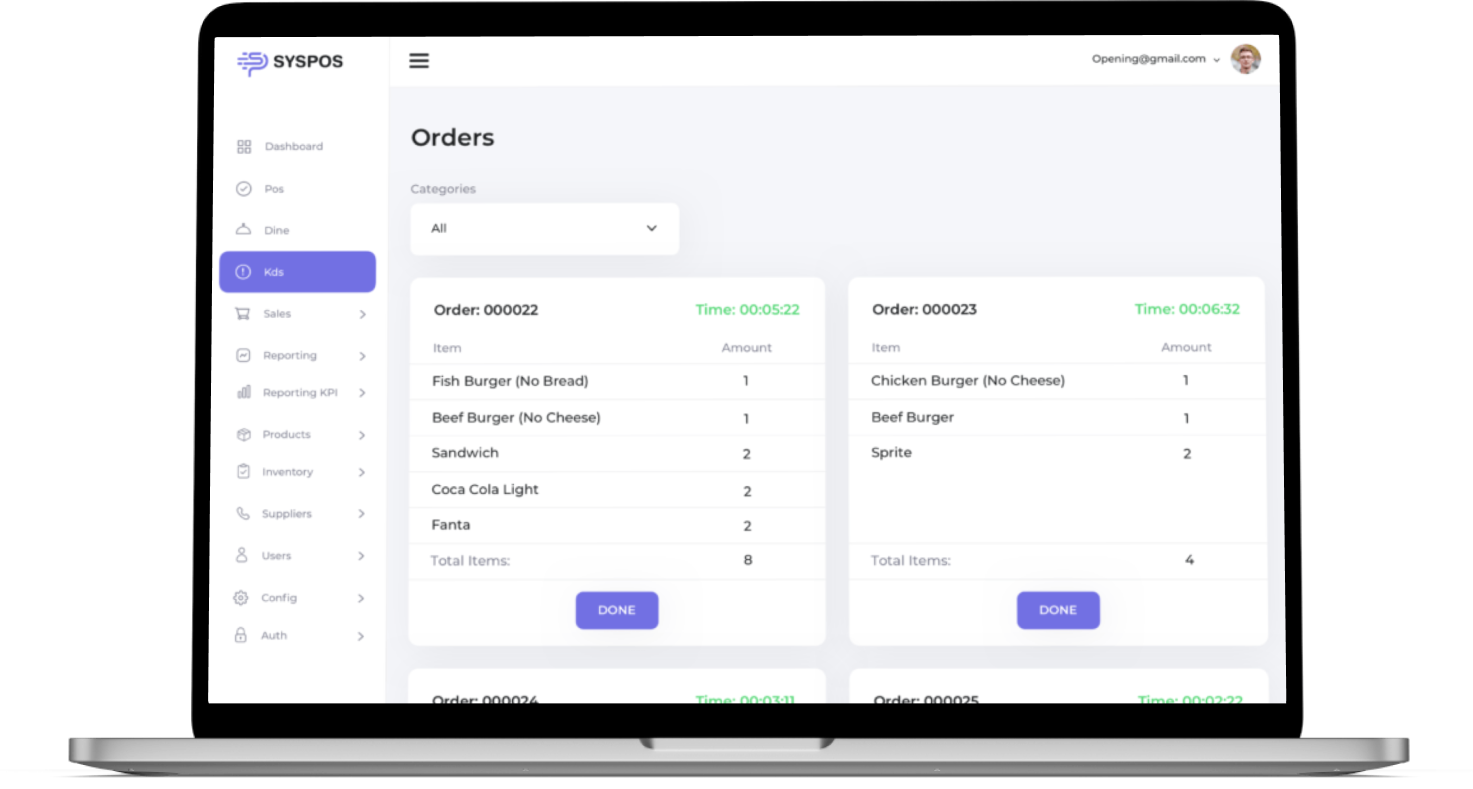 SYSPOS
Opening@gmail.com
Dashboard
Pos
Dine
Kds
Sales
Reporting
Reporting KPI
Products
Inventory
Suppliers
Users
Config
Auth
Orders
Categories
All
Order: 000022 Time: 00:05:22
Item Amount
Fish Burger (No Bread) 1
Beef Burger (No Cheese) 1
Sandwich 2
Coca Cola Light 2
Fanta 2
Total Items: 8
DONE
Order: 000023 Time: 00:06:32
Item Amount
Chicken Burger (No Cheese) 1
Beef Burger 1
Sprite 2
Total Items: 4
DONE
Order: 000024 Time: 00:03:11
Order: 000025 Time: 00:02:22